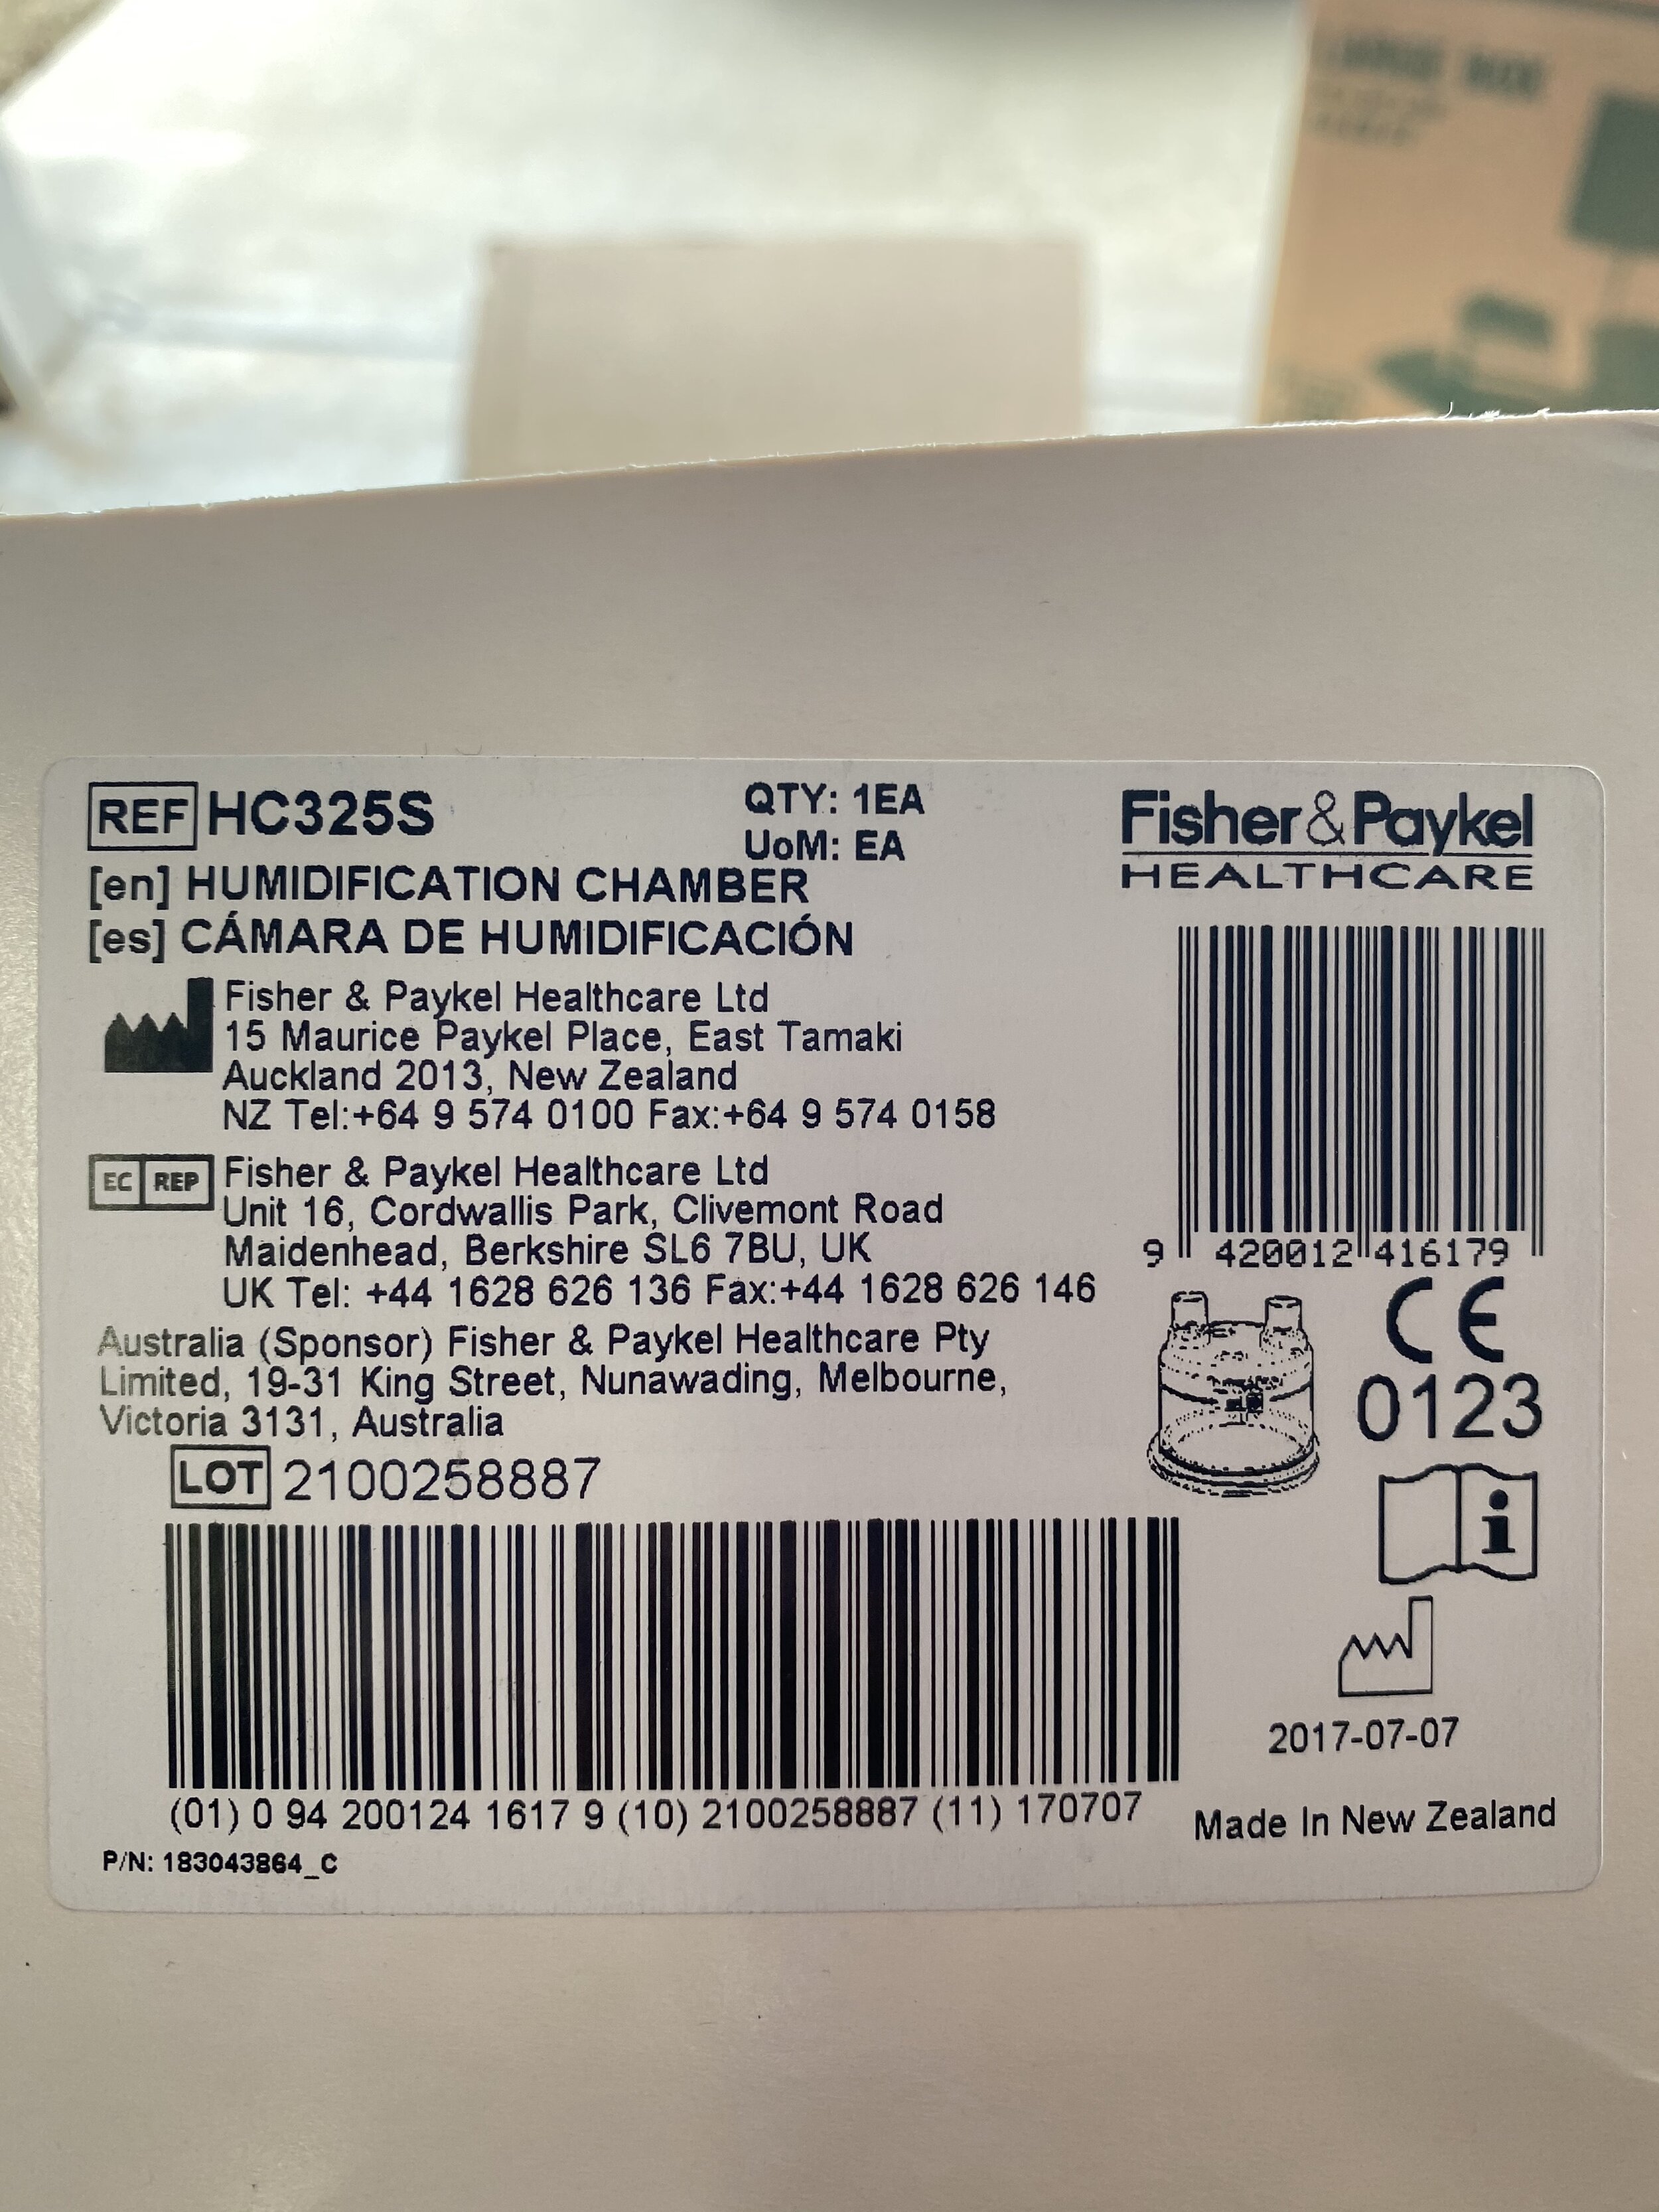 REF HC325S
QTY: 1EA
UoM: EA
[en] HUMIDIFICATION CHAMBER
[es] CÁMARA DE HUMIDIFICACIÓN
Fisher & Paykel Healthcare Ltd
15 Maurice Paykel Place, East Tamaki
Auckland 2013, New Zealand
NZ Tel:+64 9 574 0100 Fax:+64 9 574 0158
EC REP Fisher & Paykel Healthcare Ltd
Unit 16, Cordwallis Park, Clivemont Road
Maidenhead, Berkshire SL6 7BU, UK
UK Tel: +44 1628 626 136 Fax:+44 1628 626 146
Australia (Sponsor) Fisher & Paykel Healthcare Pty
Limited, 19-31 King Street, Nunawading, Melbourne,
Victoria 3131, Australia
LOT 2100258887
(01) 0 94 200124 1617 9 (10) 2100258887 (11) 170707
P/N: 183043864_C
Fisher&Paykel
HEALTHCARE
9 420012 416179
CE
0123
i
2017-07-07
Made In New Zealand